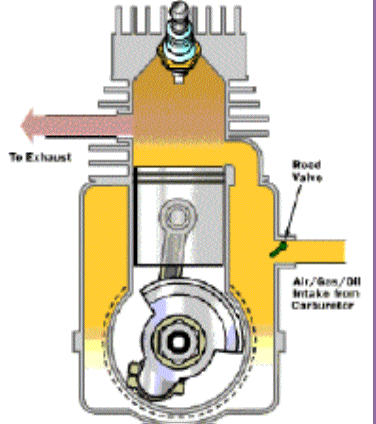 To Exhaust
Reed
Valve
Air/Gas/Oil
Intake from
Carburetor